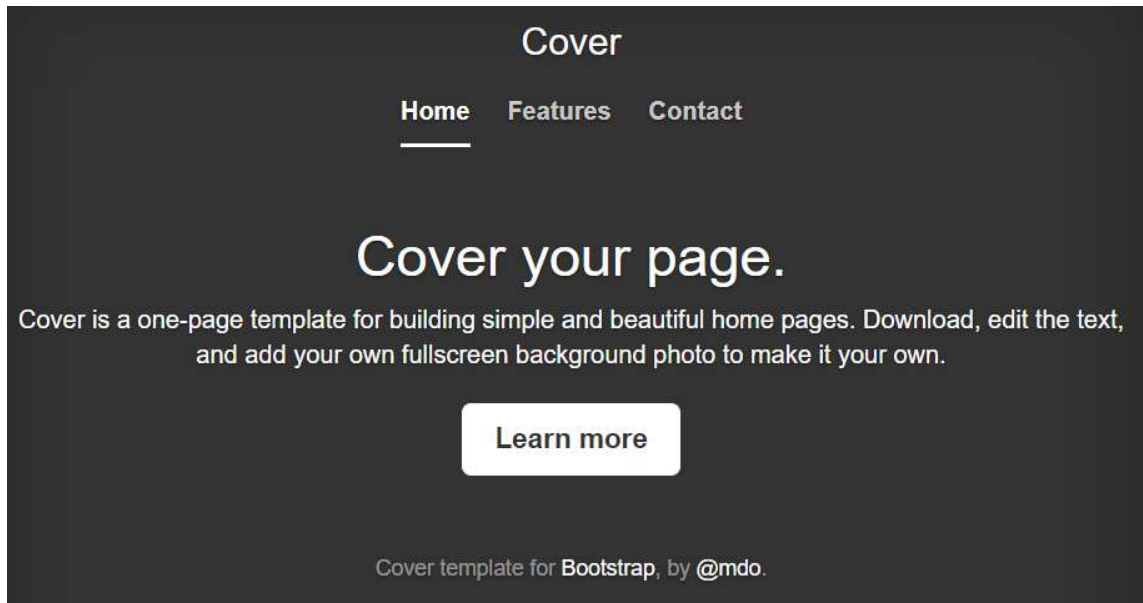 Cover
Home Features Contact
Cover your page.
Cover is a one-page template for building simple and beautiful home pages. Download, edit the text,
and add your own fullscreen background photo to make it your own.
Learn more
Cover template for Bootstrap, by @mdo.